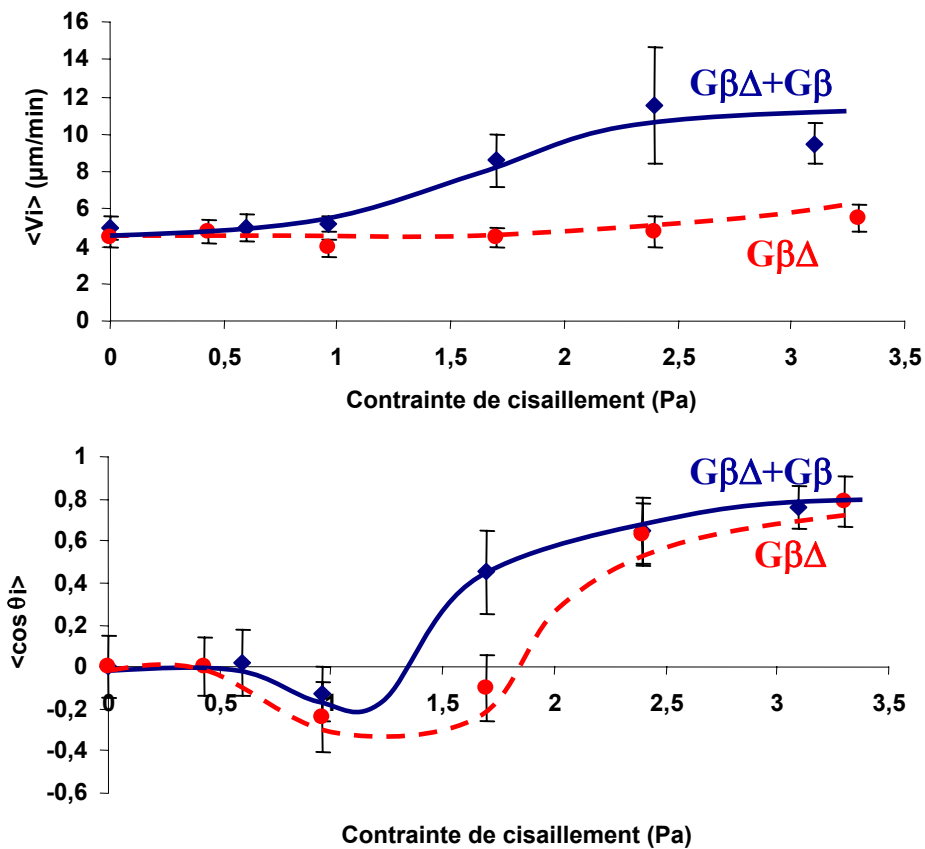 16
14
12
10
8
6
4
2
0
<Vi> (µm/min)
GβΔ+Gβ
GβΔ
0 0,5 1 1,5 2 2,5 3 3,5
Contrainte de cisaillement (Pa)
1
0,8
0,6
0,4
0,2
0
-0,2
-0,4
-0,6
<cos θi>
GβΔ+Gβ
GβΔ
0 0,5 1 1,5 2 2,5 3 3,5
Contrainte de cisaillement (Pa)